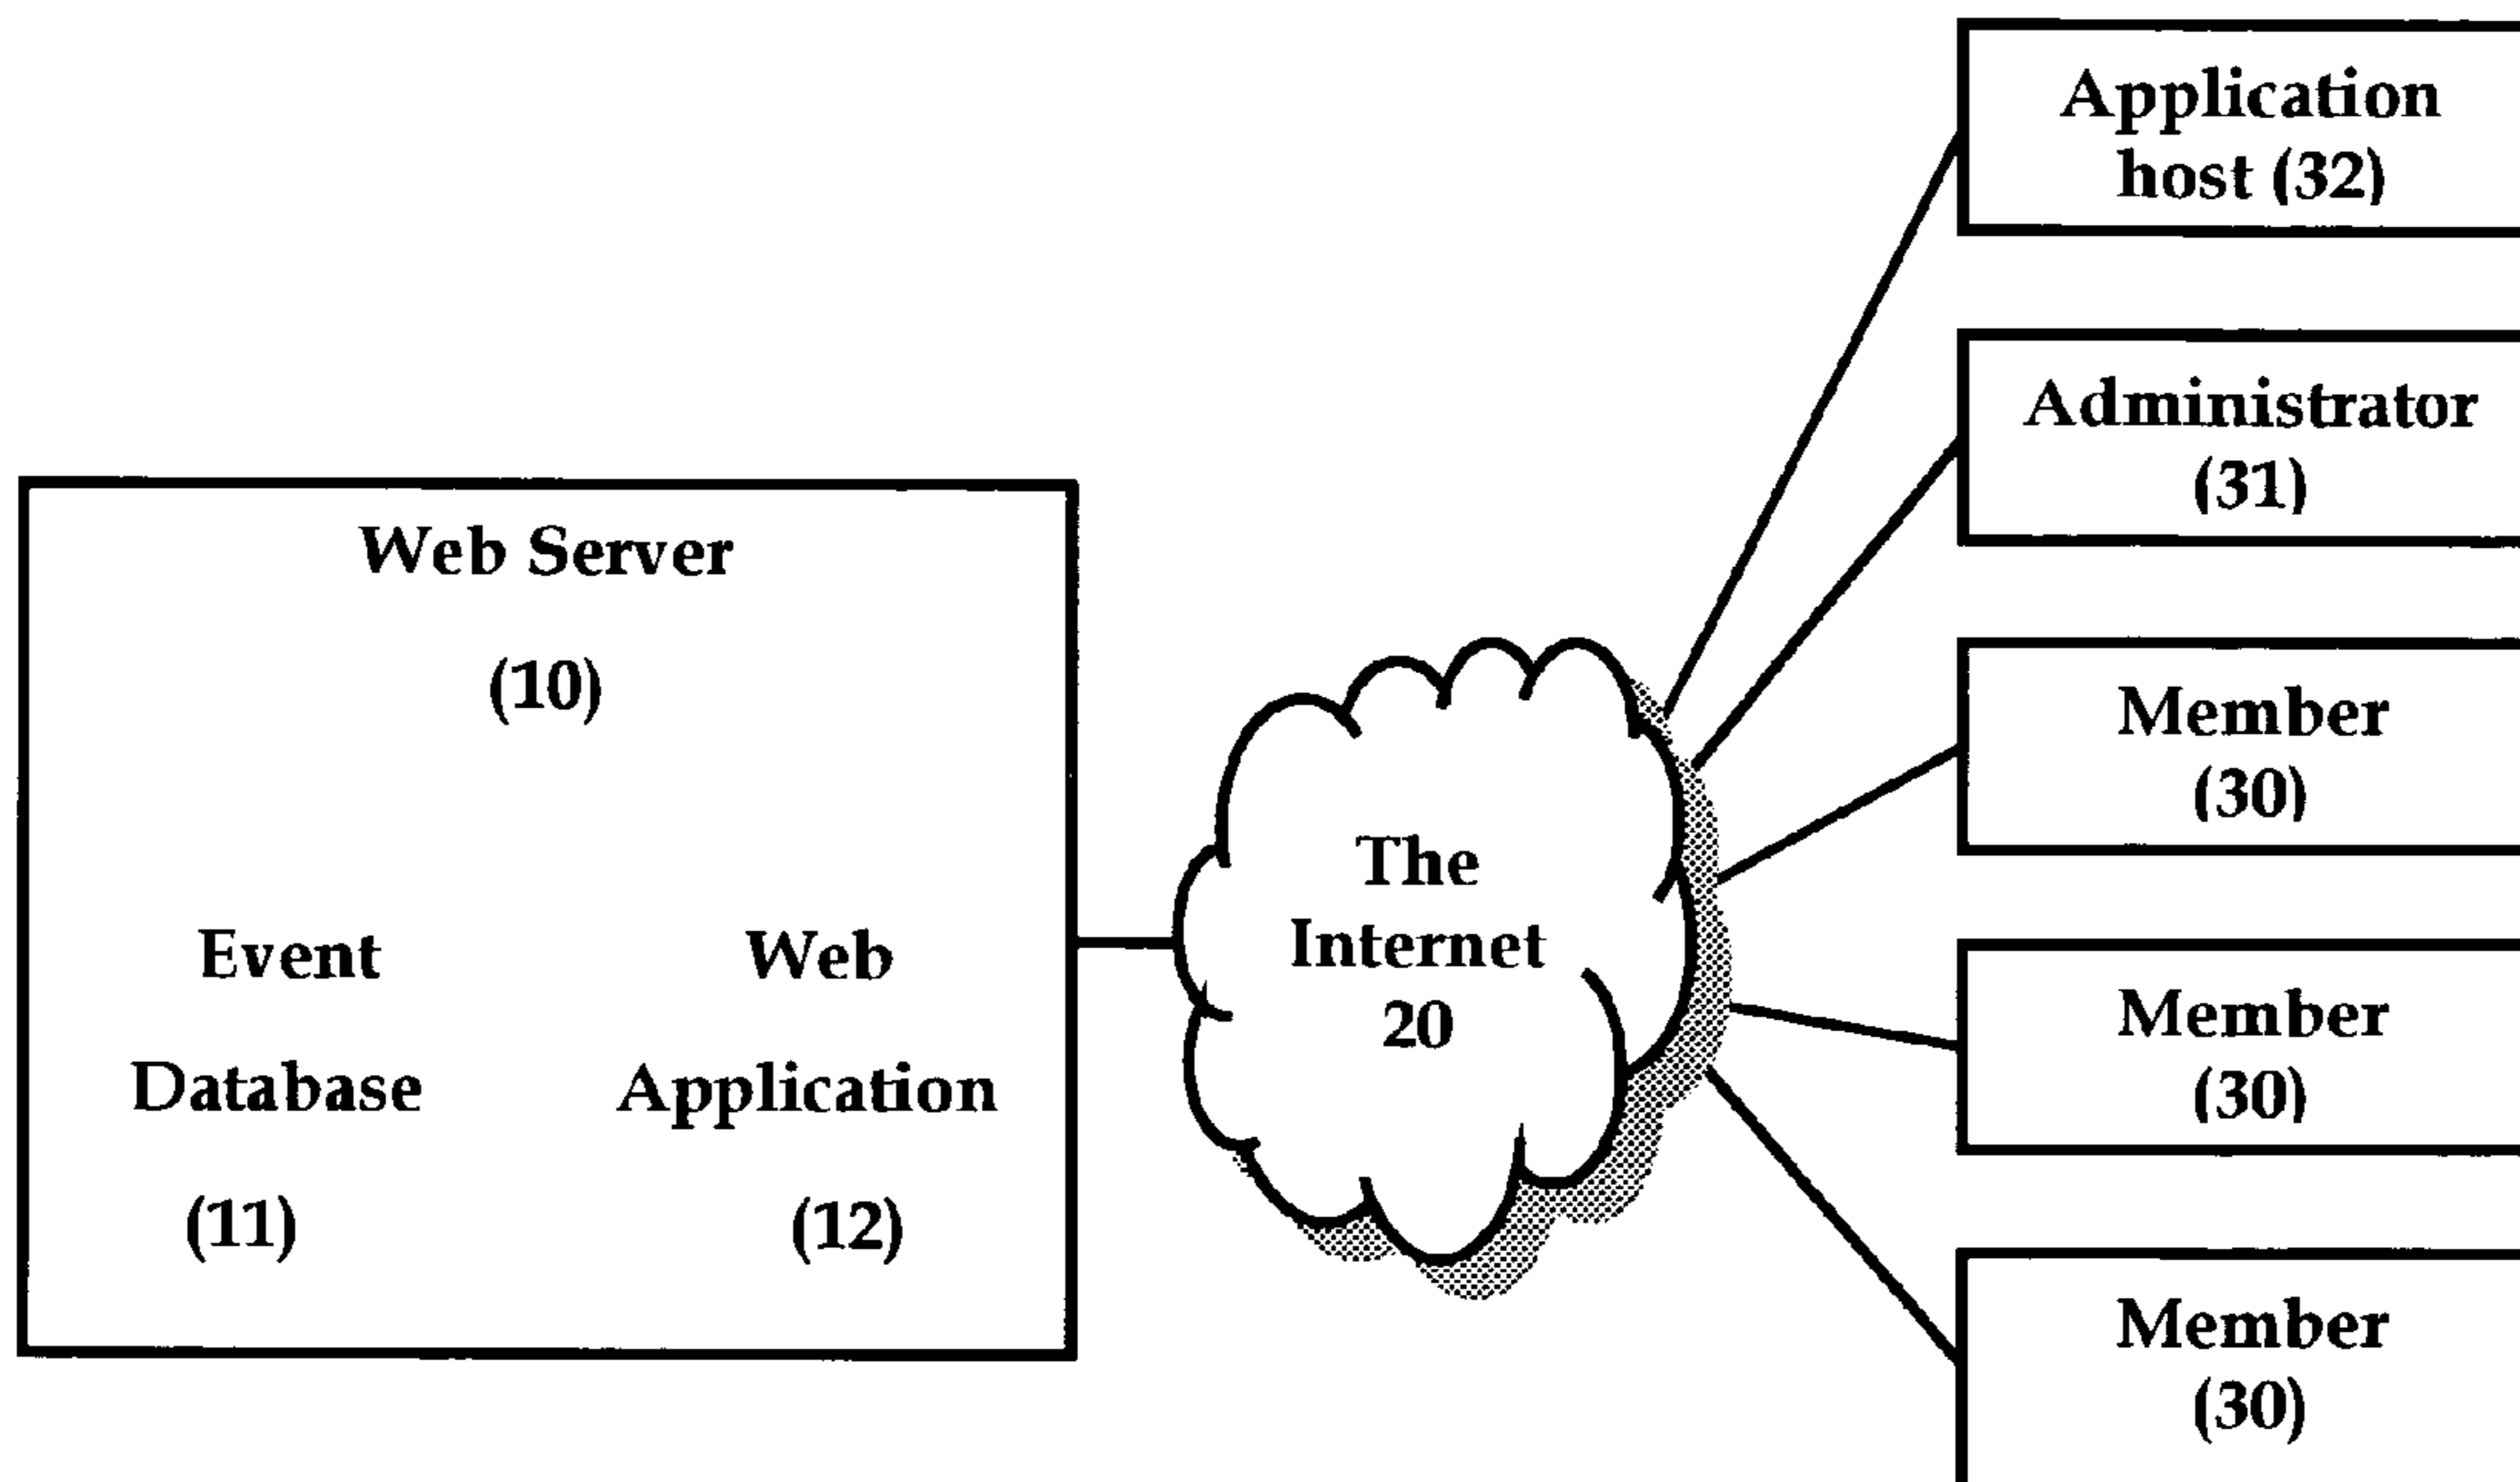 Application
host (32)
Administrator
(31)
Web Server
(10)
Member
(30)
The
Internet
20
Event
Database
(11)
Web
Application
(12)
Member
(30)
Member
(30)